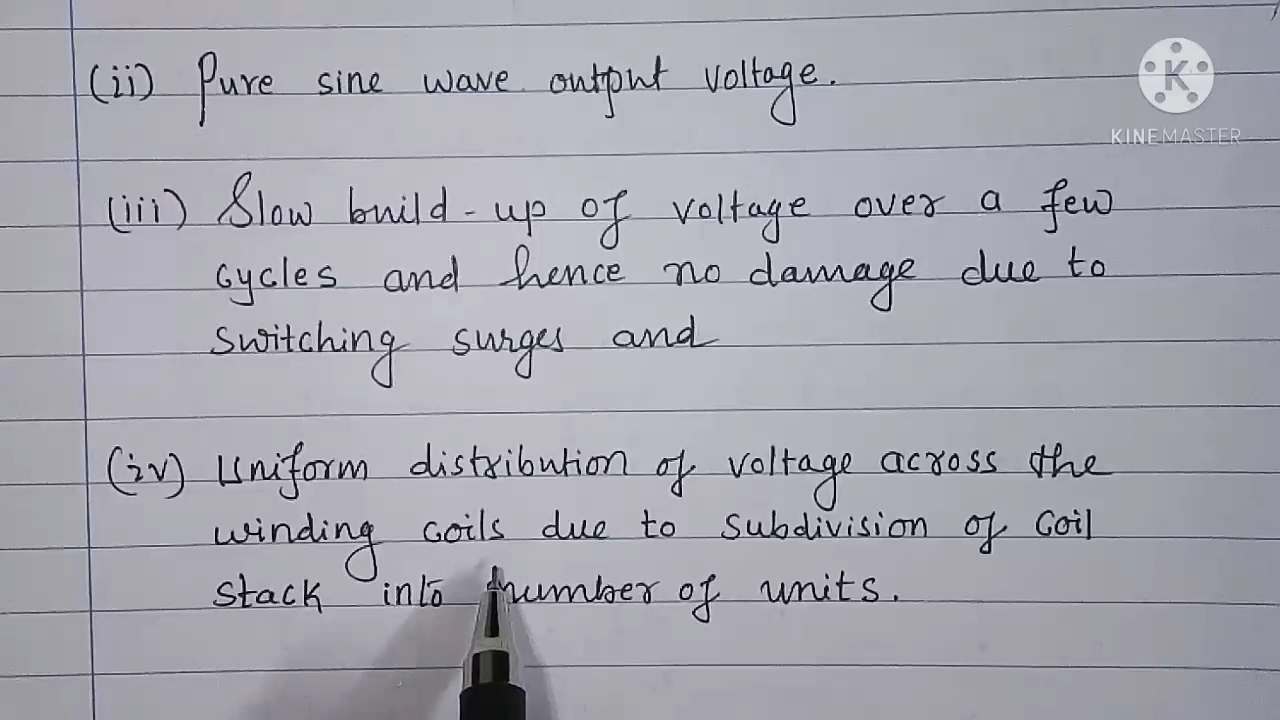 (ii) Pure sine wave output voltage.
K
KINEMASTER
(iii) Slow build-up of voltage over a few
cycles and hence no damage due to
switching surges and
(iv) Uniform distribution of voltage across the
winding coils due to subdivision of coil
stack into number of units.